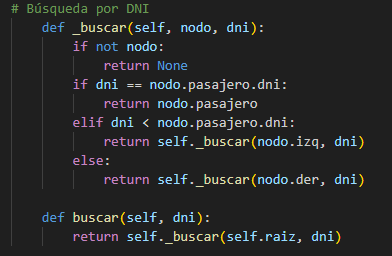 # Búsqueda por DNI
    def _buscar(self, nodo, dni):
        if not nodo:
            return None
        if dni == nodo.pasajero.dni:
            return nodo.pasajero
        elif dni < nodo.pasajero.dni:
            return self._buscar(nodo.izq, dni)
        else:
            return self._buscar(nodo.der, dni)

    def buscar(self, dni):
        return self._buscar(self.raiz, dni)